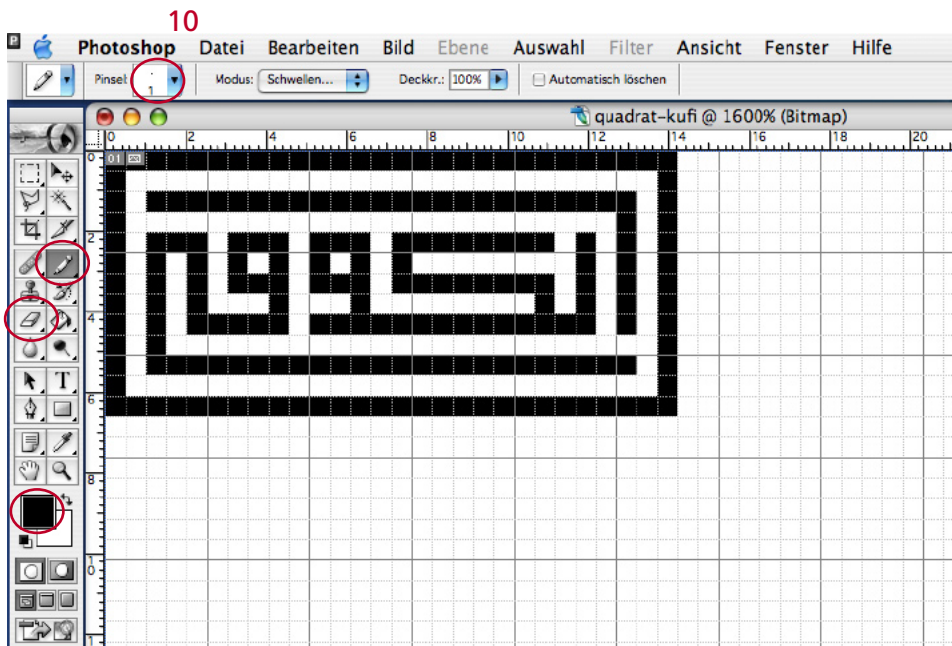 10
Photoshop Datei Bearbeiten Bild Ebene Auswahl Filter Ansicht Fenster Hilfe
Pinsel: 1 Modus: Schwellen... Deckkr.: 100% Automatisch löschen
quadrat-kufi @ 1600% (Bitmap)
0 2 4 6 8 10 12 14 16 18 20
0 01
2
4
T
6
8
10
1